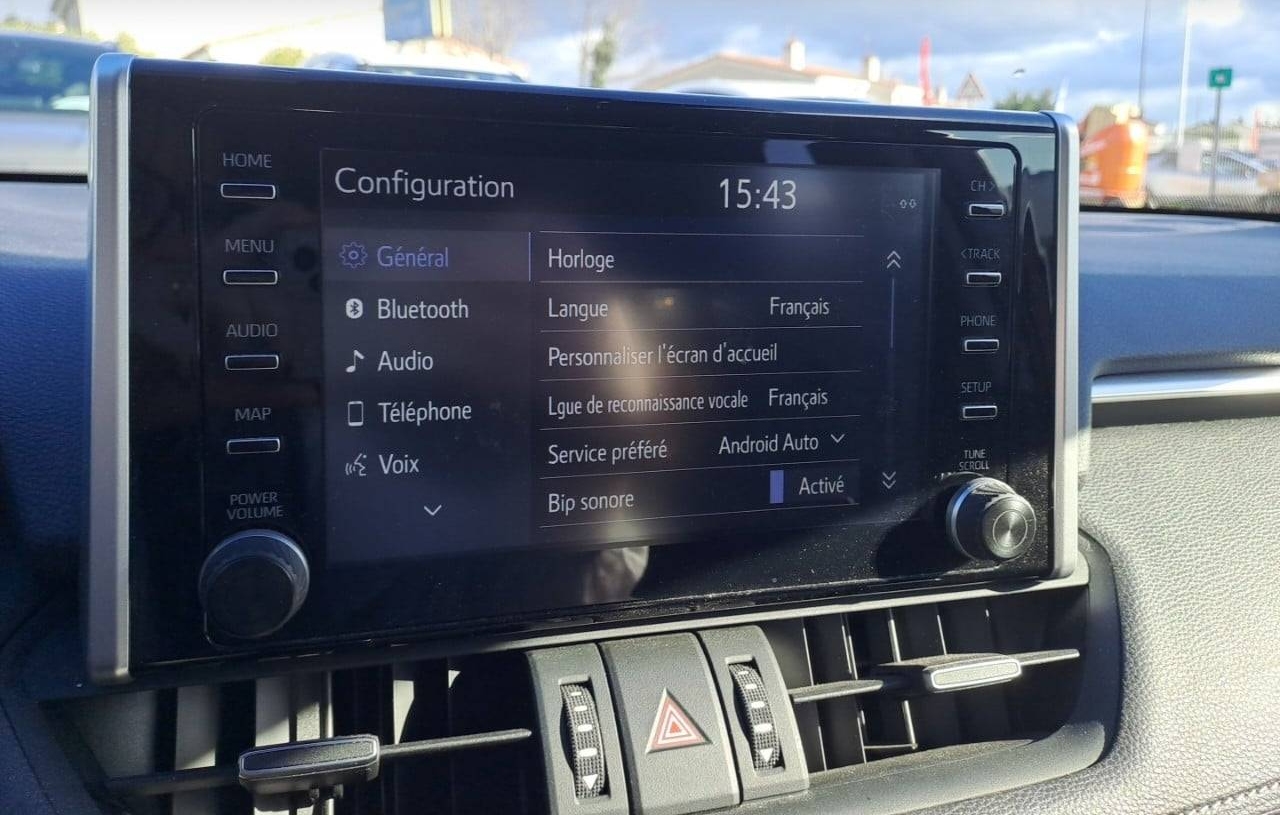 HOME
MENU
AUDIO
MAP
POWER
VOLUME
Configuration
15:43
Général
Bluetooth
Audio
Téléphone
Voix
Horloge
Langue Français
Personnaliser l'écran d'accueil
Lgue de reconnaissance vocale Français
Service préféré Android Auto
Bip sonore Activé
CH >
< TRACK
PHONE
SETUP
TUNE
SCROLL